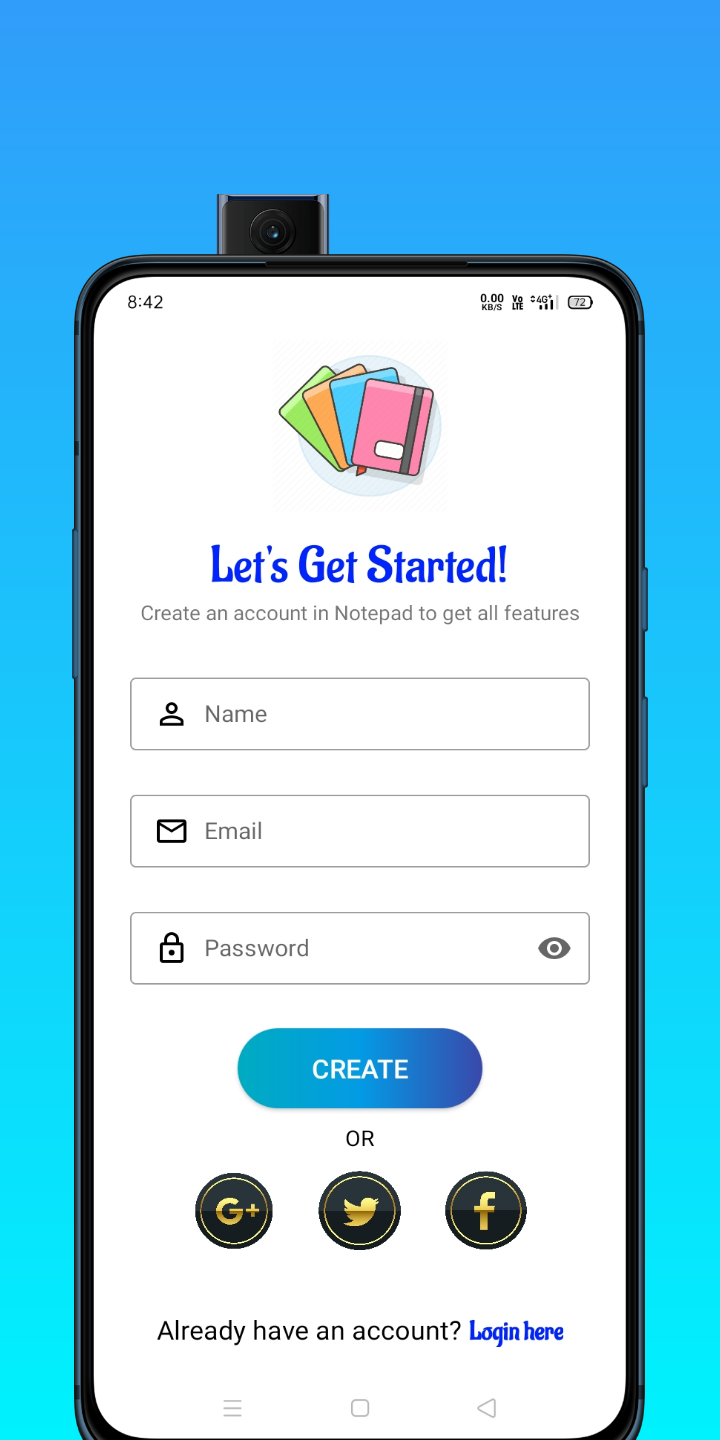 8:42
0.00 KB/S Vo LTE 4G+ 72
Let's Get Started!
Create an account in Notepad to get all features
Name
Email
Password
CREATE
OR
G+
f
Already have an account? Login here